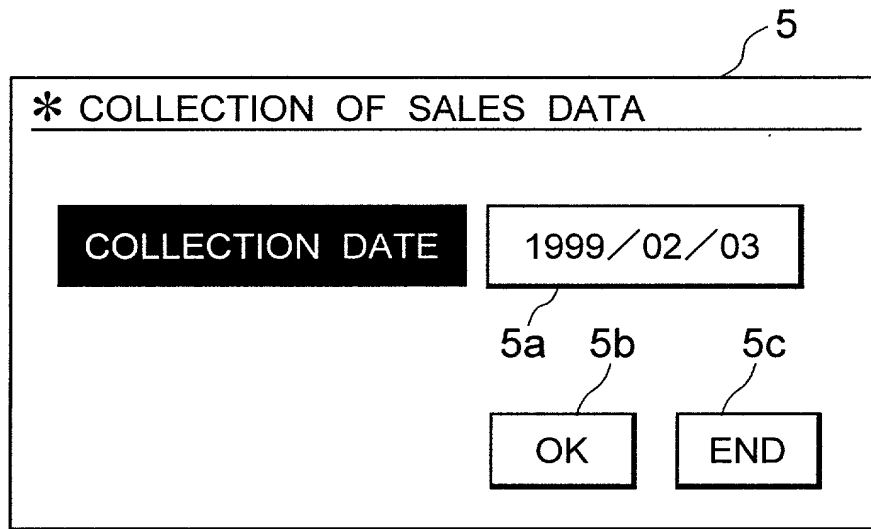 5
* COLLECTION OF SALES DATA
COLLECTION DATE 1999/02/03
5a 5b 5c
OK END